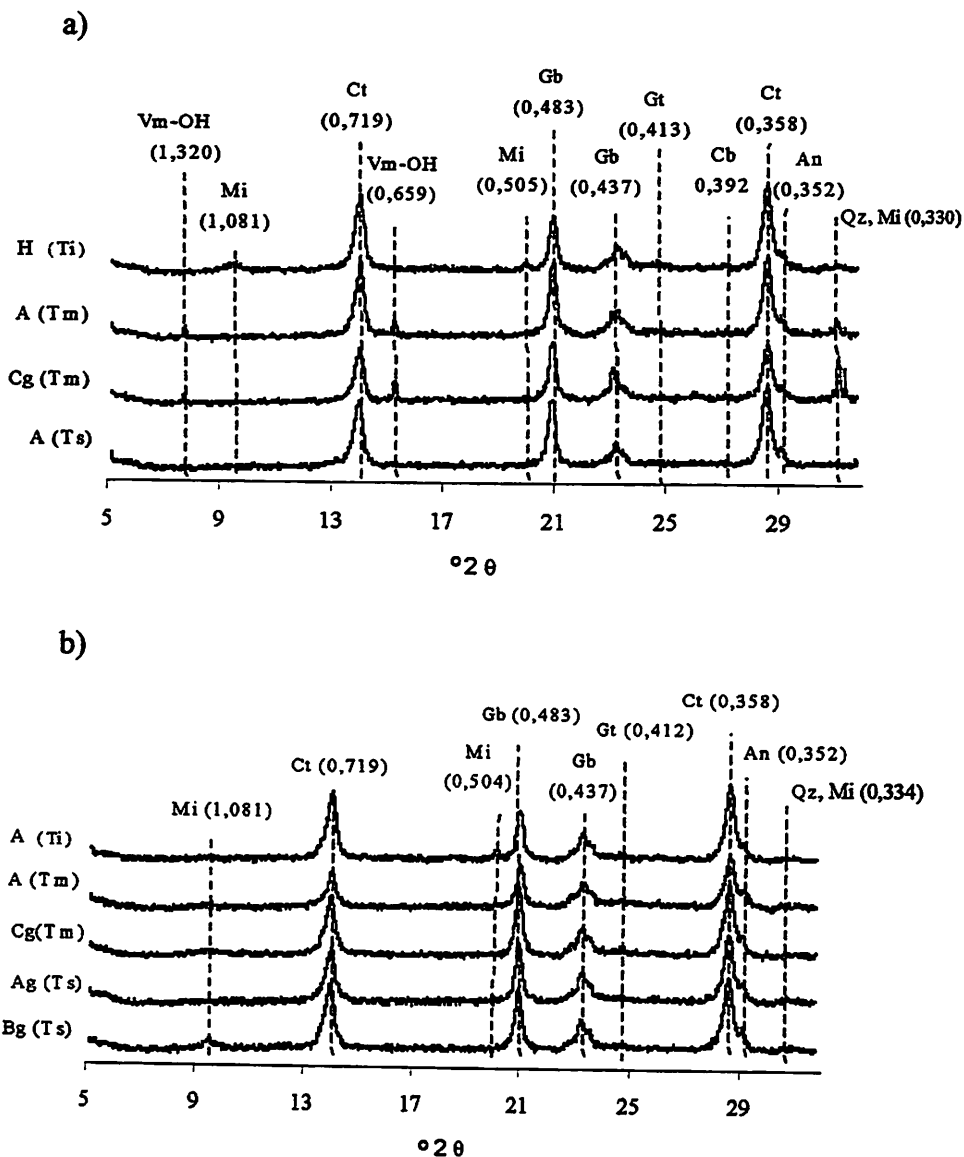 a)
Gb
Ct
(0,483)
Gt
Ct
(0,719)
(0,413)
(0,358)
Vm-OH
(1,320)
Vm-OH
Mi
Gb
Cb
An
Mi
(0,659)
(0,505)
(0,437)
0,392
(0,352)
(1,081)
Qz, Mi (0,330)
H (Ti)
A (Tm)
Cg (Tm)
A (Ts)
5 9 13 17 21 25 29
°2 θ
b)
Ct (0,358)
Gb (0,483)
Gt (0,412)
Mi
(0,504)
Gb
(0,437)
An (0,352)
Ct (0,719)
Mi (1,081)
Qz, Mi (0,334)
A (Ti)
A (Tm)
Cg(Tm)
Ag (Ts)
Bg (Ts)
5 9 13 17 21 25 29
°2 θ